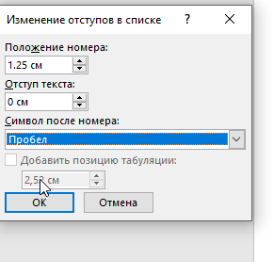 Изменение отступов в списке ? ×
Положение номера:
1.25 см
Отступ текста:
0 см
Символ после номера:
Пробел
Добавить позицию табуляции:
см
ОК Отмена